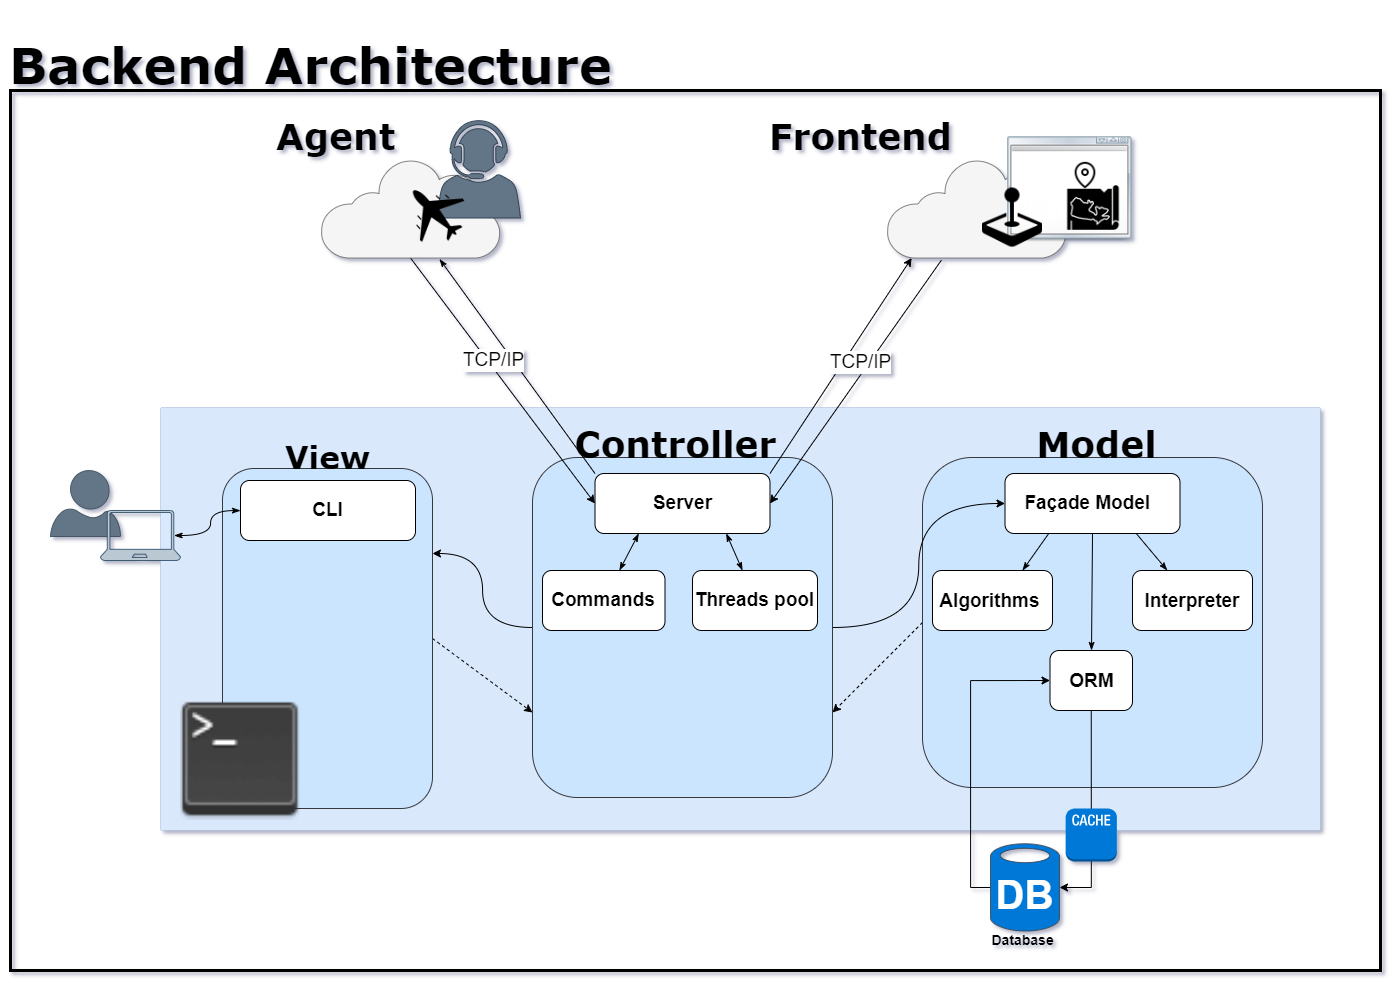 Backend Architecture
Agent
Frontend
TCP/IP
TCP/IP
View
Controller
Model
CLI
Server
Façade Model
Commands
Threads pool
Algorithms
Interpreter
ORM
>_
CACHE
DB
Database